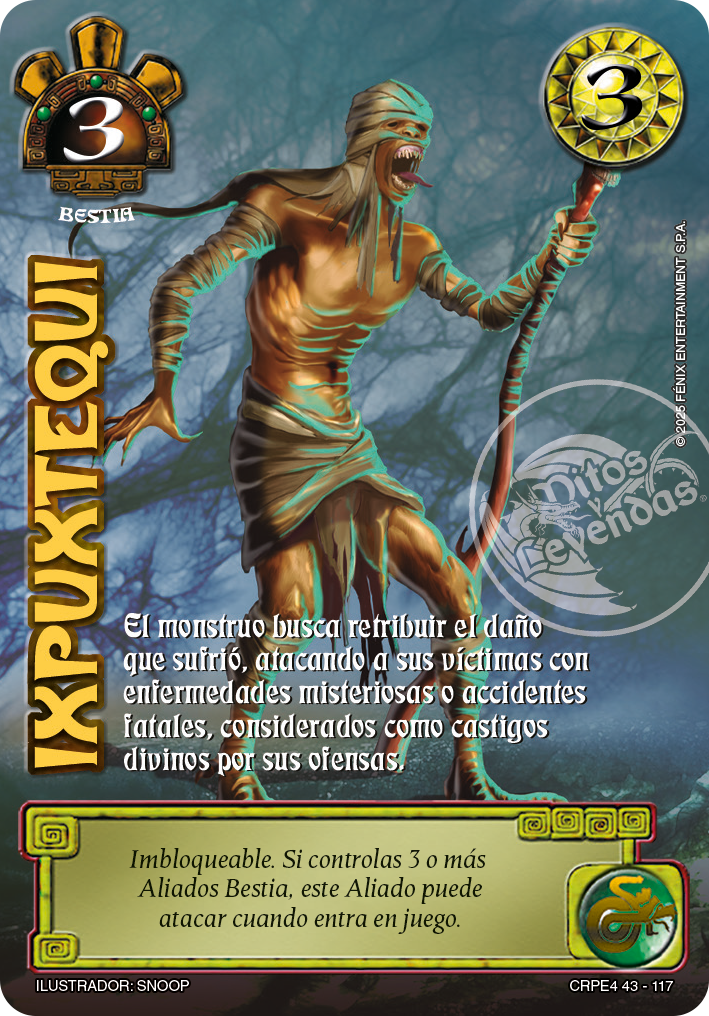 3
3
BESTIA
IXPUXTEQUI
© 2025 FÉNIX ENTERTAINMENT S.P.A.
Mitos
y
Leyendas®
El monstruo busca retribuir el daño
que sufrió, atacando a sus víctimas con
enfermedades misteriosas o accidentes
fatales, considerados como castigos
divinos por sus ofensas.
Imbloqueable. Si controlas 3 o más
Aliados Bestia, este Aliado puede
atacar cuando entra en juego.
ILUSTRADOR: SNOOP
CRPE4 43 - 117